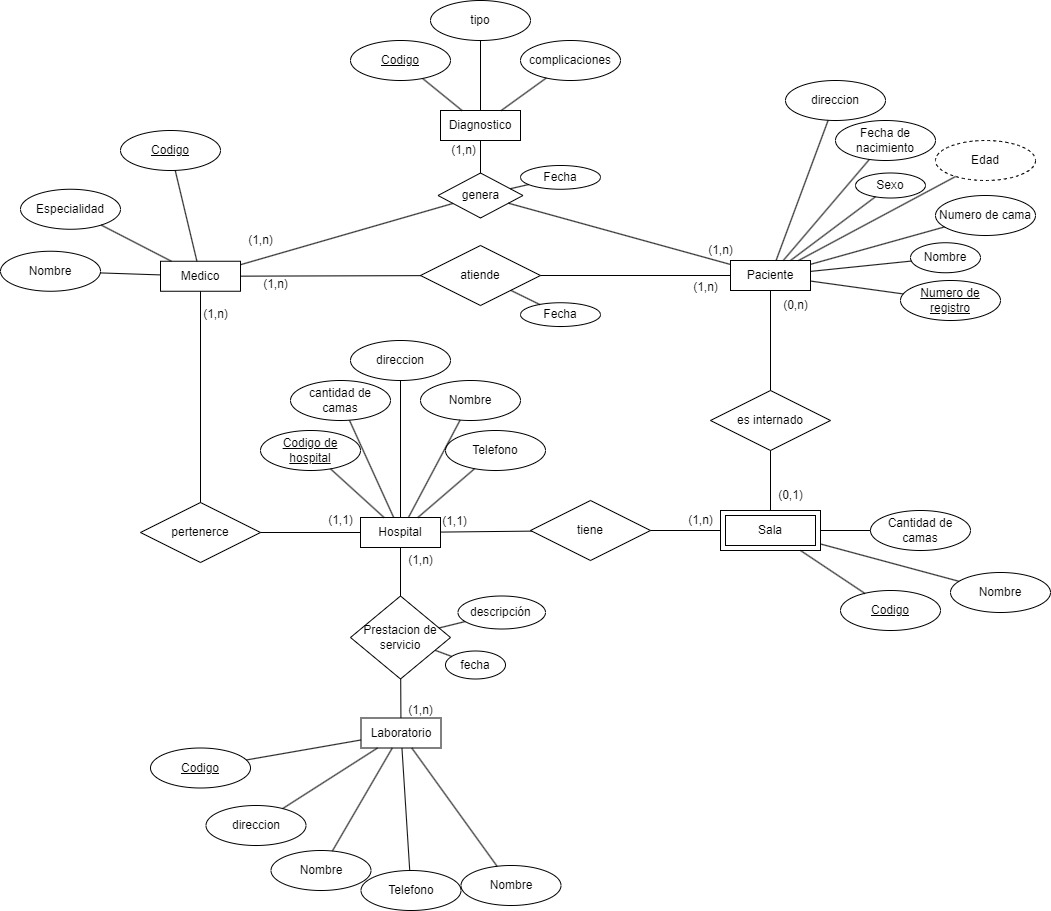 tipo
Codigo
complicaciones
Diagnostico
(1,n)
direccion
Fecha de
nacimiento
Edad
Codigo
Fecha
Sexo
genera
Especialidad
Numero de cama
(1,n)
(1,n)
Nombre
Nombre
Medico
(1,n)
atiende
(1,n)
Paciente
Numero de
registro
(1,n)
Fecha
(0,n)
direccion
cantidad de
camas
Nombre
es internado
Codigo de
hospital
Telefono
(0,1)
pertenerce
(1,1)
Hospital
(1,1)
tiene
(1,n)
Sala
Cantidad de
camas
(1,n)
Nombre
Codigo
descripción
Prestacion de
servicio
fecha
(1,n)
Laboratorio
Codigo
direccion
Nombre
Telefono
Nombre